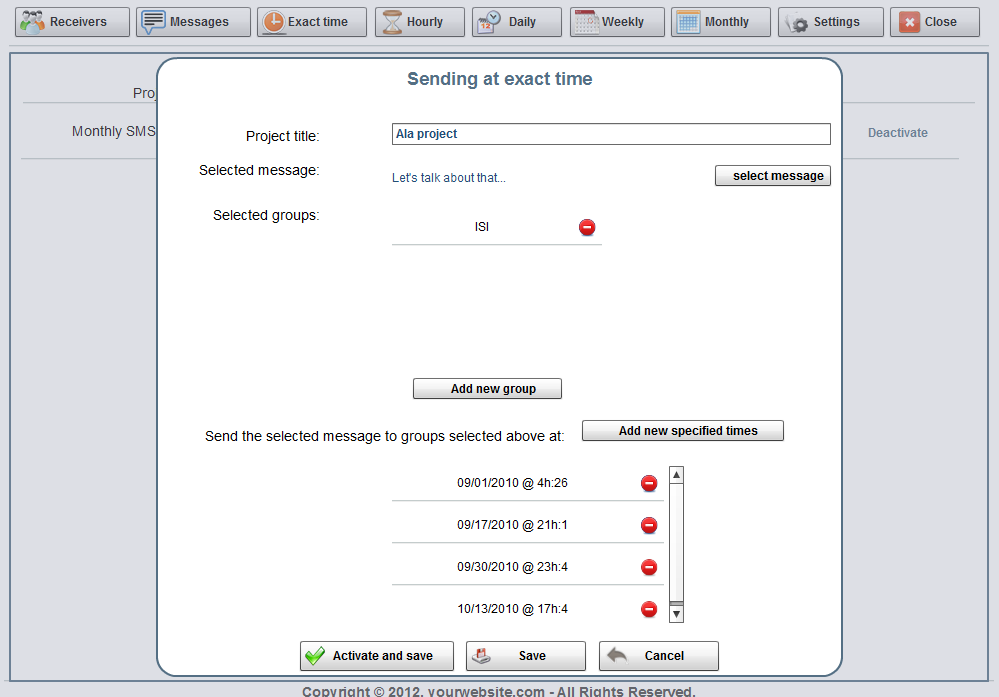 Receivers Messages Exact time Hourly Daily Weekly Monthly Settings Close
Sending at exact time
Proj
Project title: Ala project
Monthly SMS Deactivate
Selected message: Let's talk about that... select message
Selected groups:
ISI
Add new group
Send the selected message to groups selected above at: Add new specified times
09/01/2010 @ 4h:26
09/17/2010 @ 21h:1
09/30/2010 @ 23h:4
10/13/2010 @ 17h:4
Activate and save Save Cancel
Copyright © 2012. yourwebsite.com - All Rights Reserved.